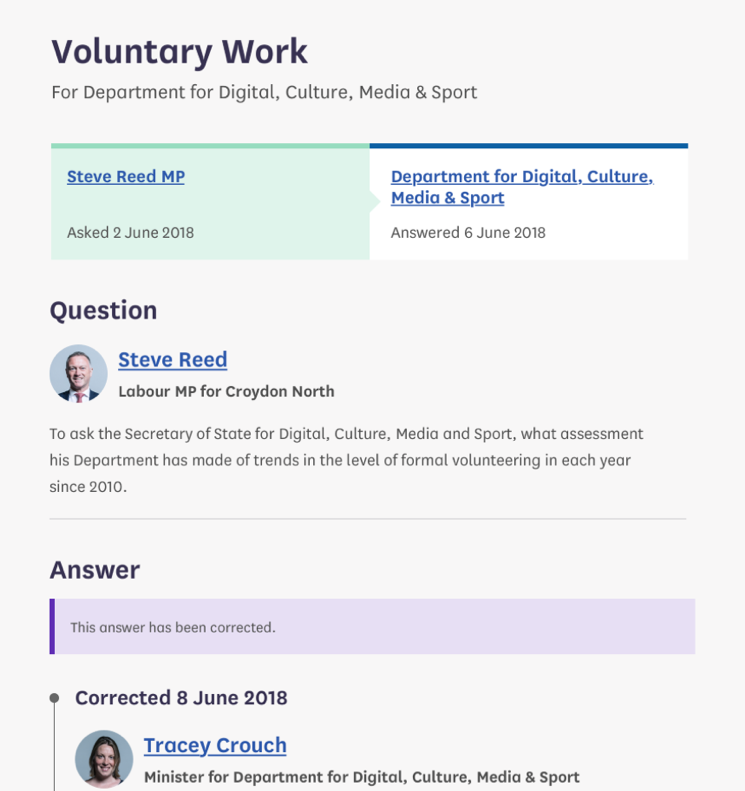 Voluntary Work
For Department for Digital, Culture, Media & Sport
Steve Reed MP
Asked 2 June 2018
Department for Digital, Culture,
Media & Sport
Answered 6 June 2018
Question
Steve Reed
Labour MP for Croydon North
To ask the Secretary of State for Digital, Culture, Media and Sport, what assessment
his Department has made of trends in the level of formal volunteering in each year
since 2010.
Answer
This answer has been corrected.
Corrected 8 June 2018
Tracey Crouch
Minister for Department for Digital, Culture, Media & Sport